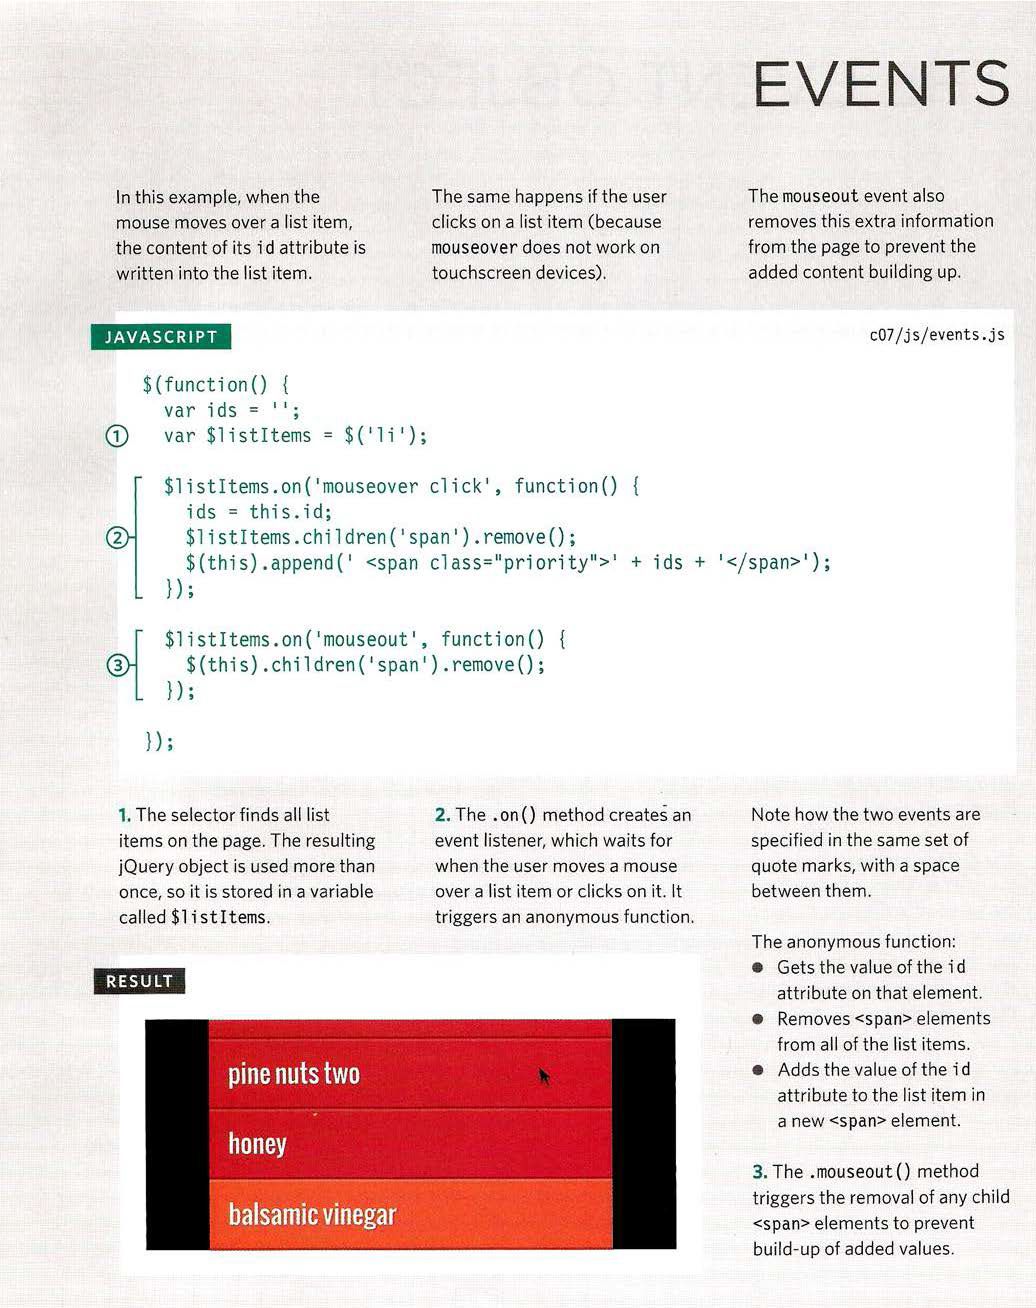 EVENTS
In this example, when the
mouse moves over a list item,
the content of its id attribute is
written into the list item.
The same happens if the user
clicks on a list item (because
mouseover does not work on
touchscreen devices).
The mouseout event also
removes this extra information
from the page to prevent the
added content building up.
JAVASCRIPT
c07/js/events.js
$(function() {
var ids = '';
① var $listItems = $('li');
$listItems.on('mouseover click', function() {
ids = this.id;
② $listItems.children('span').remove();
$(this).append(' <span class="priority">' + ids + '</span>');
});
$listItems.on('mouseout', function() {
③ $(this).children('span').remove();
});
});
1. The selector finds all list
items on the page. The resulting
jQuery object is used more than
once, so it is stored in a variable
called $listItems.
2. The .on() method creates an
event listener, which waits for
when the user moves a mouse
over a list item or clicks on it. It
triggers an anonymous function.
Note how the two events are
specified in the same set of
quote marks, with a space
between them.
The anonymous function:
● Gets the value of the id
attribute on that element.
● Removes <span> elements
from all of the list items.
● Adds the value of the id
attribute to the list item in
a new <span> element.
3. The .mouseout() method
triggers the removal of any child
<span> elements to prevent
build-up of added values.
RESULT
pine nuts two
honey
balsamic vinegar